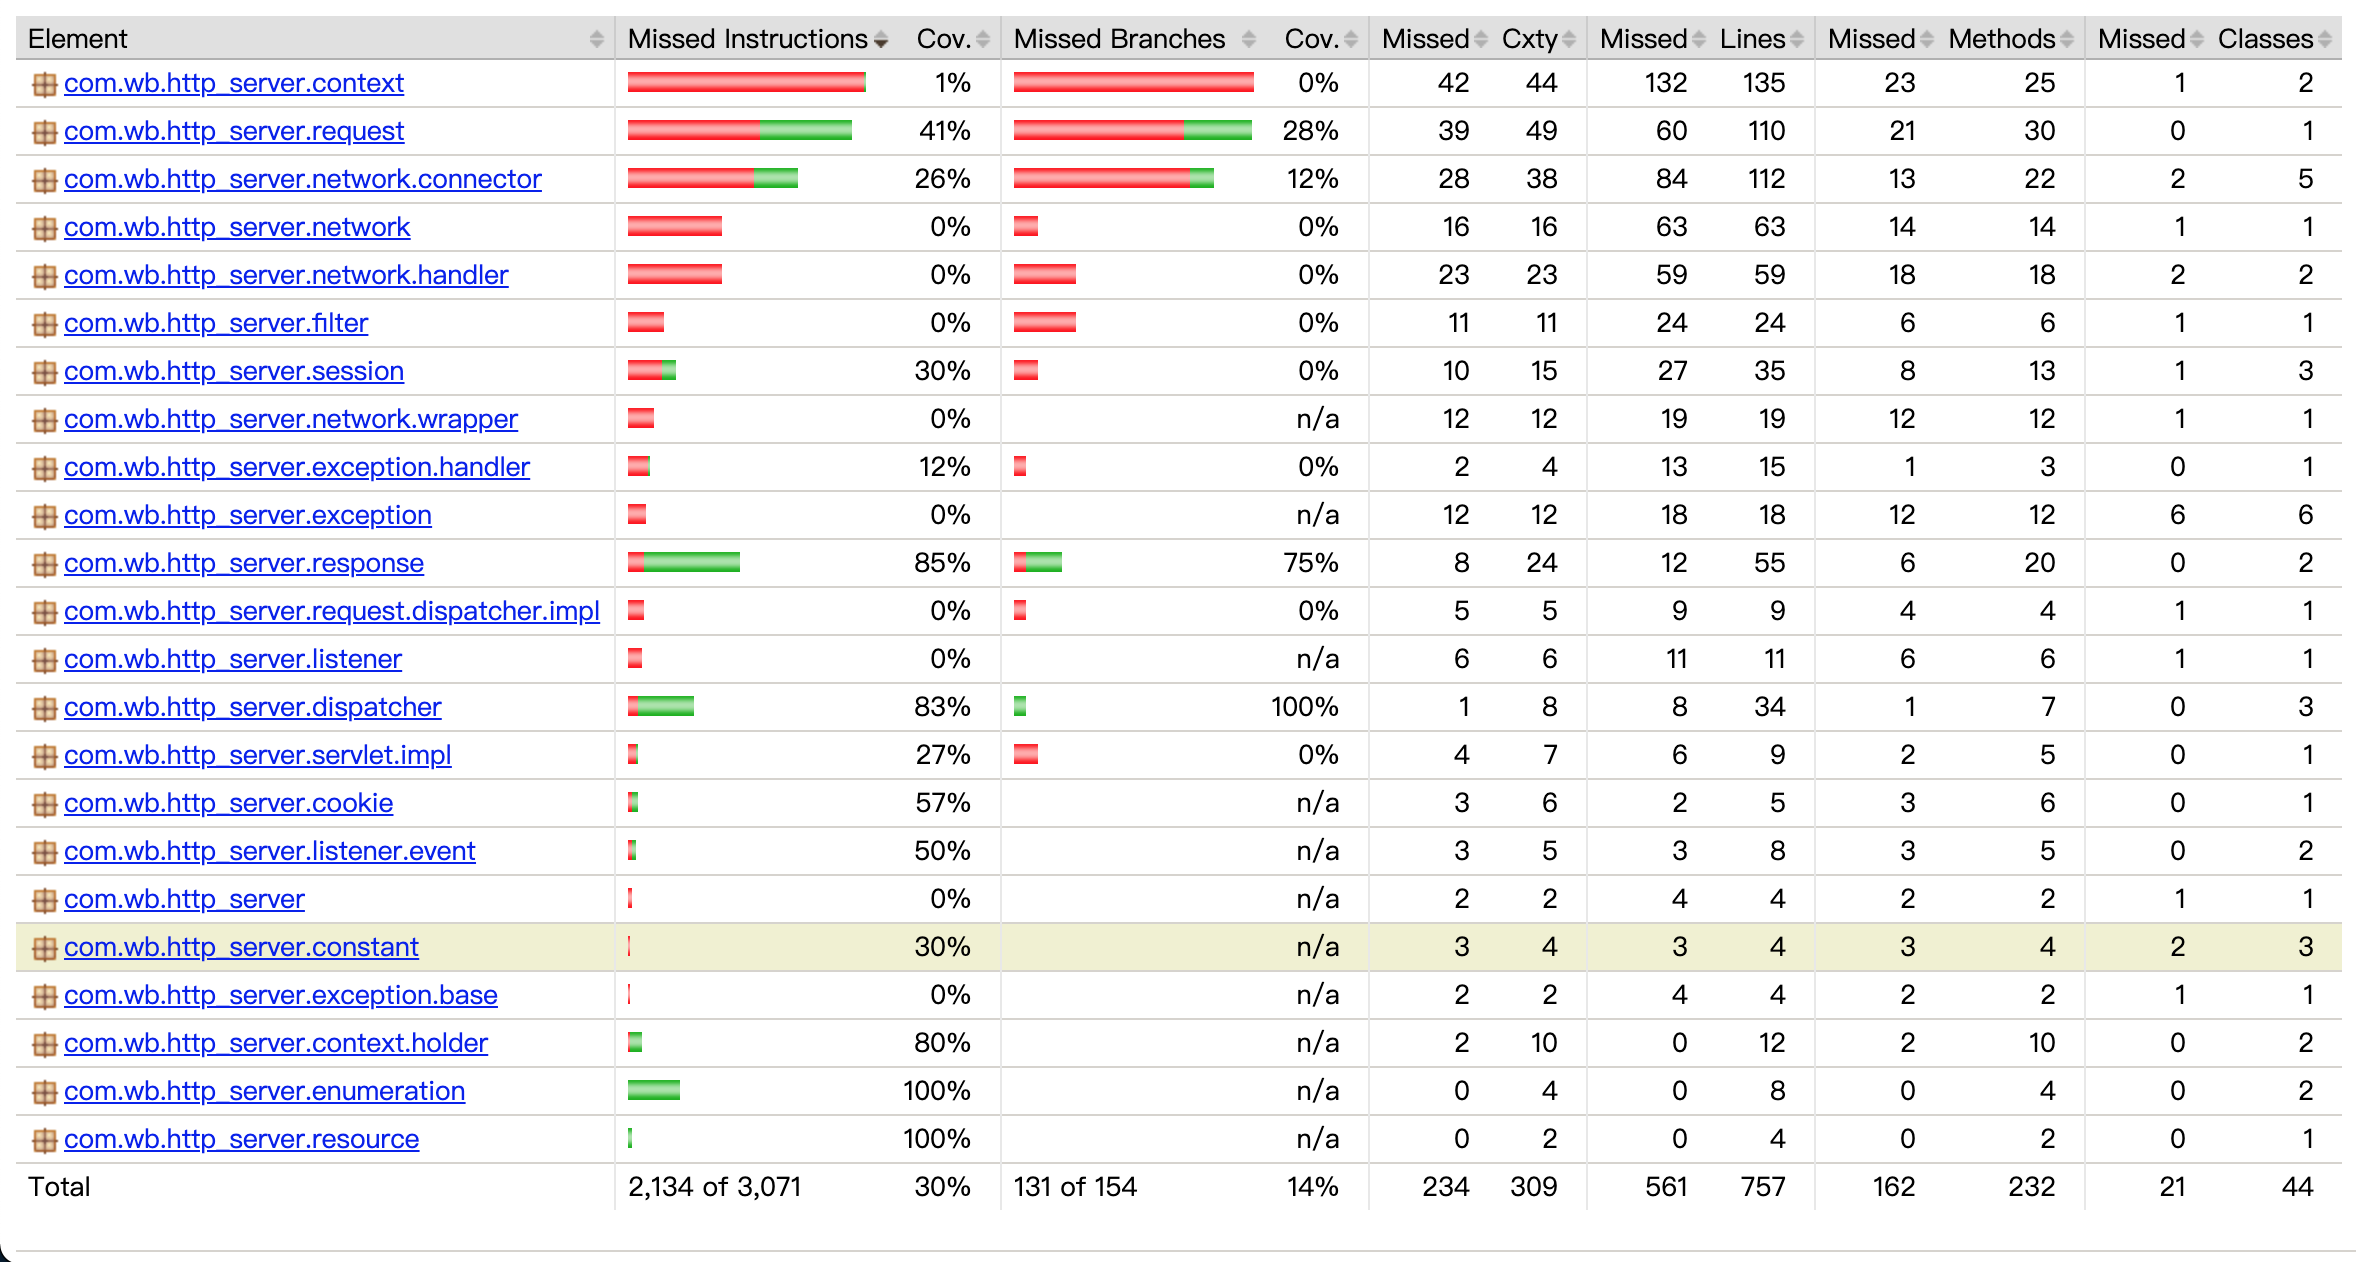 Element Missed Instructions Cov. Missed Branches Cov. Missed Cxty Missed Lines Missed Methods Missed Classes
com.wb.http_server.context 1% 0% 42 44 132 135 23 25 1 2
com.wb.http_server.request 41% 28% 39 49 60 110 21 30 0 1
com.wb.http_server.network.connector 26% 12% 28 38 84 112 13 22 2 5
com.wb.http_server.network 0% 0% 16 16 63 63 14 14 1 1
com.wb.http_server.network.handler 0% 0% 23 23 59 59 18 18 2 2
com.wb.http_server.filter 0% 0% 11 11 24 24 6 6 1 1
com.wb.http_server.session 30% 0% 10 15 27 35 8 13 1 3
com.wb.http_server.network.wrapper 0% n/a 12 12 19 19 12 12 1 1
com.wb.http_server.exception.handler 12% 0% 2 4 13 15 1 3 0 1
com.wb.http_server.exception 0% n/a 12 12 18 18 12 12 6 6
com.wb.http_server.response 85% 75% 8 24 12 55 6 20 0 2
com.wb.http_server.request.dispatcher.impl 0% 0% 5 5 9 9 4 4 1 1
com.wb.http_server.listener 0% n/a 6 6 11 11 6 6 1 1
com.wb.http_server.dispatcher 83% 100% 1 8 8 34 1 7 0 3
com.wb.http_server.servlet.impl 27% 0% 4 7 6 9 2 5 0 1
com.wb.http_server.cookie 57% n/a 3 6 2 5 3 6 0 1
com.wb.http_server.listener.event 50% n/a 3 5 3 8 3 5 0 2
com.wb.http_server 0% n/a 2 2 4 4 2 2 1 1
com.wb.http_server.constant 30% n/a 3 4 3 4 3 4 2 3
com.wb.http_server.exception.base 0% n/a 2 2 4 4 2 2 1 1
com.wb.http_server.context.holder 80% n/a 2 10 0 12 2 10 0 2
com.wb.http_server.enumeration 100% n/a 0 4 0 8 0 4 0 2
com.wb.http_server.resource 100% n/a 0 2 0 4 0 2 0 1
Total 2,134 of 3,071 30% 131 of 154 14% 234 309 561 757 162 232 21 44